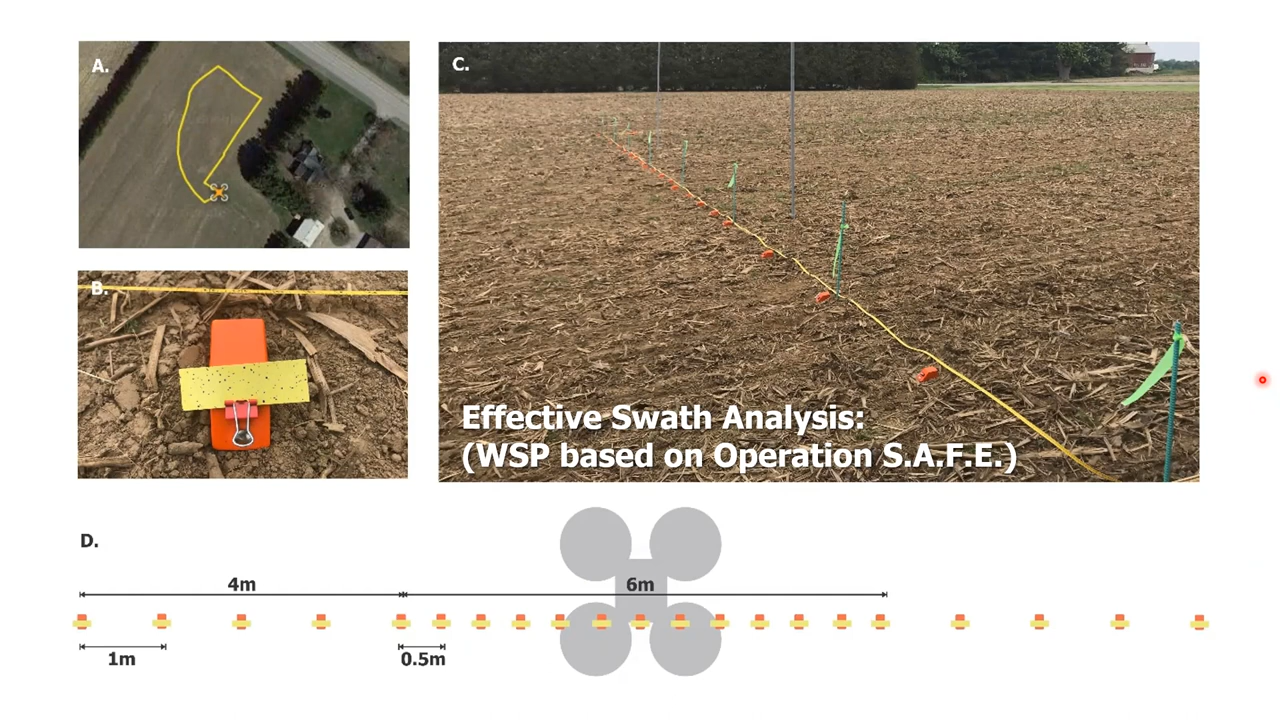 A.
C.
B.
Effective Swath Analysis:
(WSP based on Operation S.A.F.E.)
D.
4m
6m
1m
0.5m